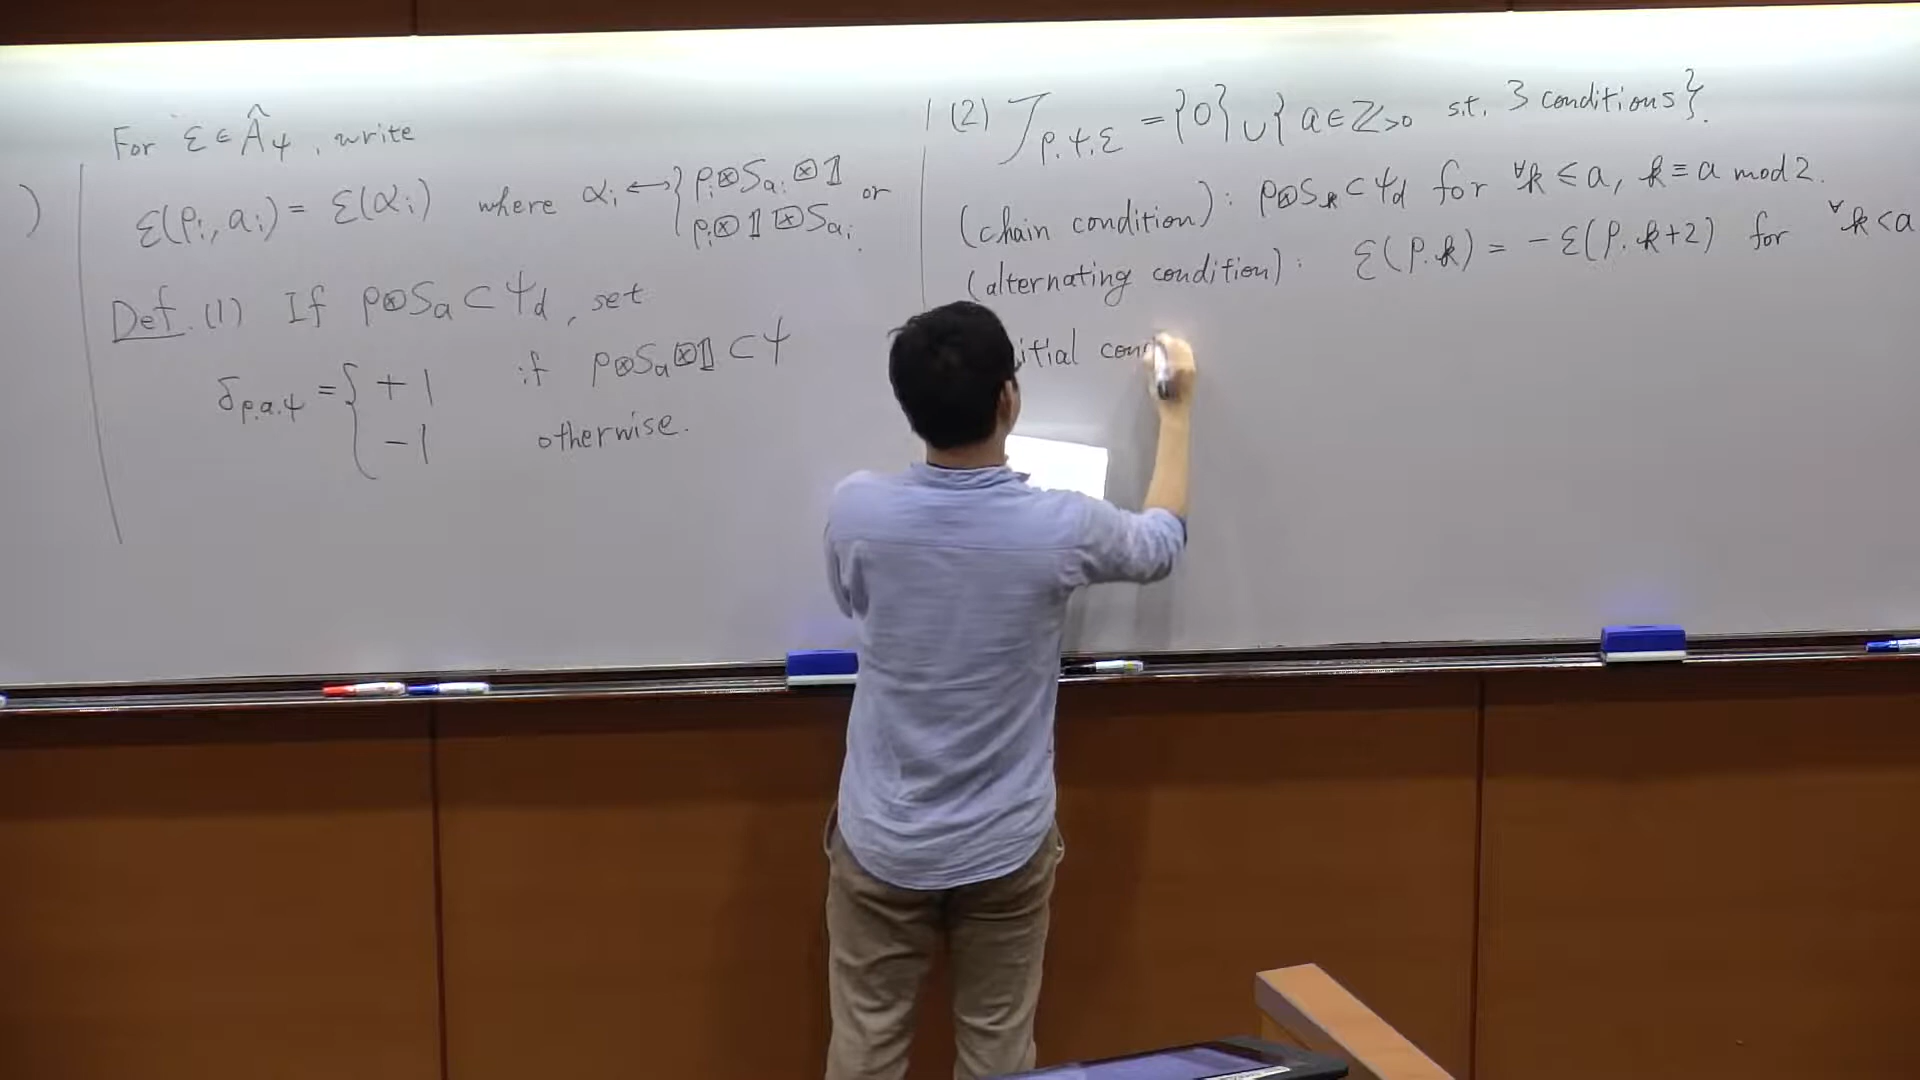 )
For ε ∈ Â_ψ, write
ε(ρ_i, a_i) = ε(α_i) where α_i ↔ { ρ_i ⊠ S_{a_i} ⊠ 𝟙 or
ρ_i ⊠ 𝟙 ⊠ S_{a_i}.
Def. (1) If ρ ⊠ S_a ⊂ ψ_d, set
δ_{ρ.a.ψ} = { +1 if ρ ⊠ S_a ⊠ 𝟙 ⊂ ψ
-1 otherwise.
(2) J_{ρ.ψ.ε} = {0} ∪ { a ∈ ℤ_{>0} s.t. 3 conditions }.
(chain condition) : ρ ⊠ S_k ⊂ ψ_d for ∀k ≤ a, k ≡ a mod 2.
(alternating condition) : ε(ρ.k) = - ε(ρ.k+2) for ∀k < a
itial con